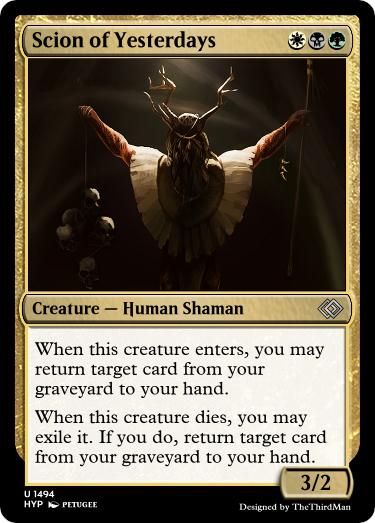 Scion of Yesterdays
Creature — Human Shaman
When this creature enters, you may
return target card from your
graveyard to your hand.
When this creature dies, you may
exile it. If you do, return target card
from your graveyard to your hand.
3/2
U 1494
HYP PETUGEE
Designed by TheThirdMan